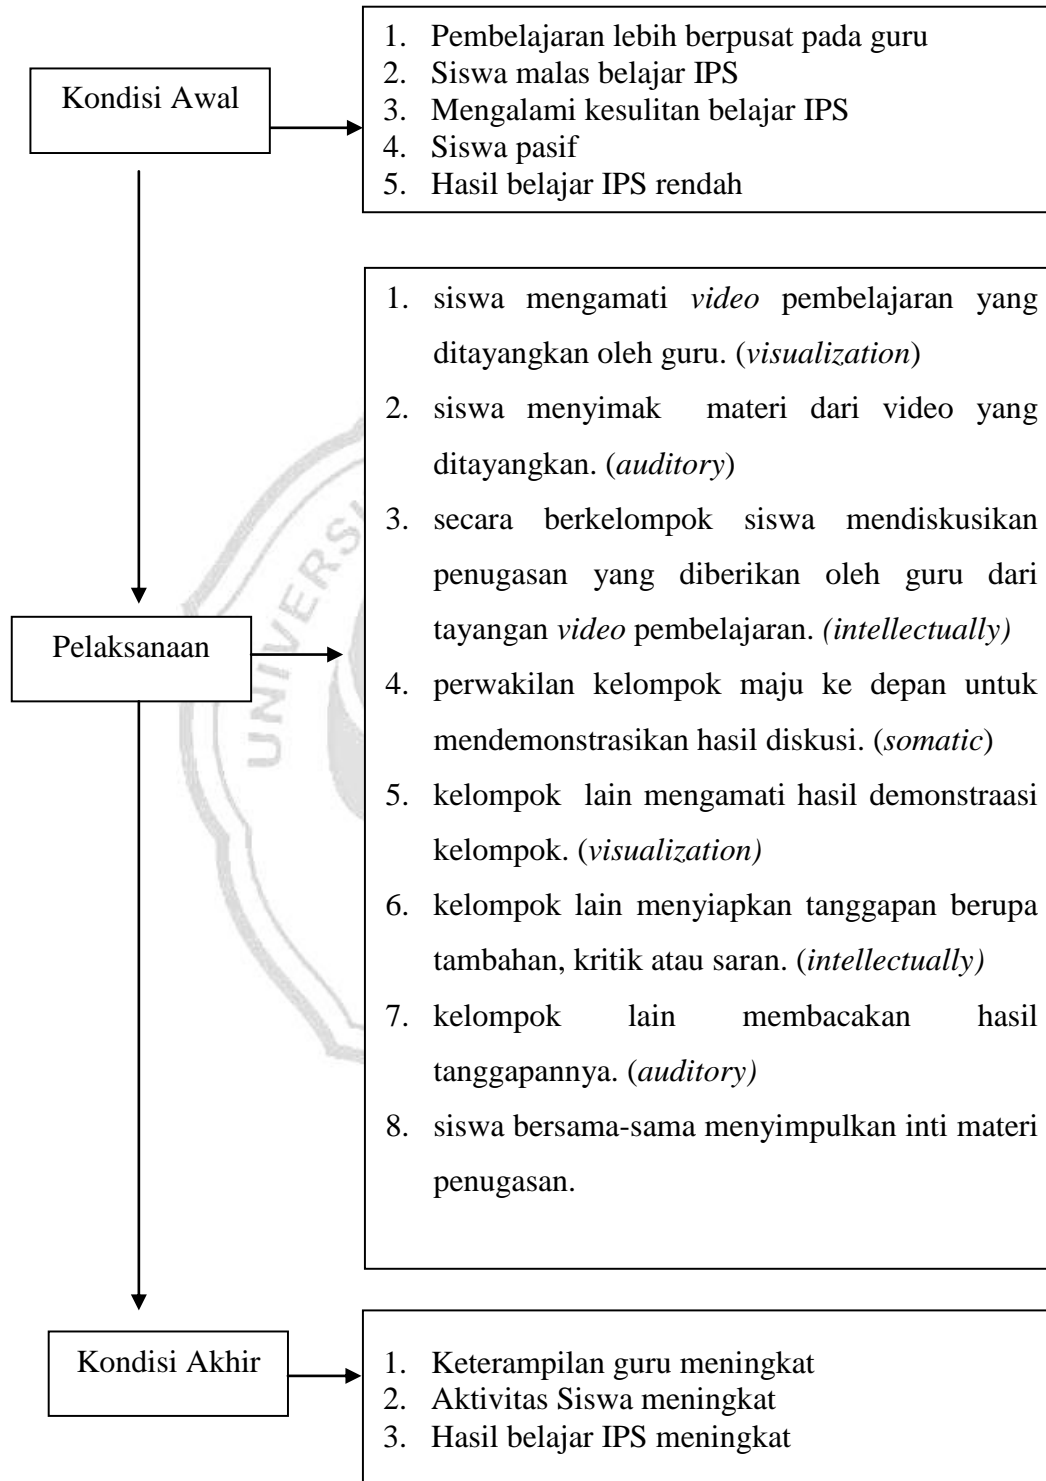 Kondisi Awal
1. Pembelajaran lebih berpusat pada guru
2. Siswa malas belajar IPS
3. Mengalami kesulitan belajar IPS
4. Siswa pasif
5. Hasil belajar IPS rendah
Pelaksanaan
1. siswa mengamati video pembelajaran yang
ditayangkan oleh guru. (visualization)
2. siswa menyimak materi dari video yang
ditayangkan. (auditory)
3. secara berkelompok siswa mendiskusikan
penugasan yang diberikan oleh guru dari
tayangan video pembelajaran. (intellectually)
4. perwakilan kelompok maju ke depan untuk
mendemonstrasikan hasil diskusi. (somatic)
5. kelompok lain mengamati hasil demonstraasi
kelompok. (visualization)
6. kelompok lain menyiapkan tanggapan berupa
tambahan, kritik atau saran. (intellectually)
7. kelompok lain membacakan hasil
tanggapannya. (auditory)
8. siswa bersama-sama menyimpulkan inti materi
penugasan.
Kondisi Akhir
1. Keterampilan guru meningkat
2. Aktivitas Siswa meningkat
3. Hasil belajar IPS meningkat